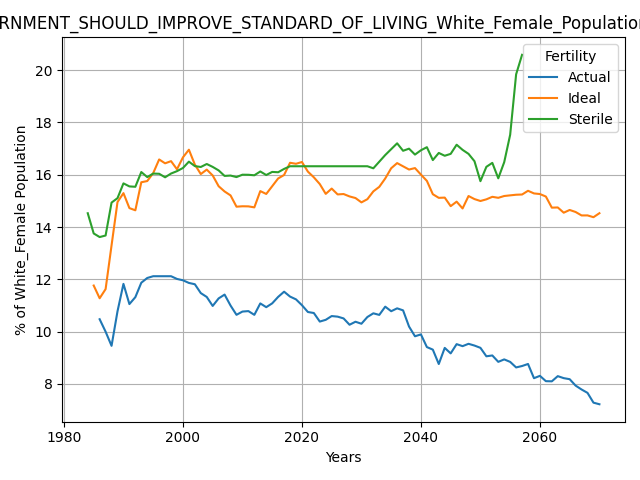 RNMENT_SHOULD_IMPROVE_STANDARD_OF_LIVING_White_Female_Population
Fertility
Actual
Ideal
Sterile
% of White_Female Population
20
18
16
14
12
10
8
1980
2000
2020
2040
2060
Years